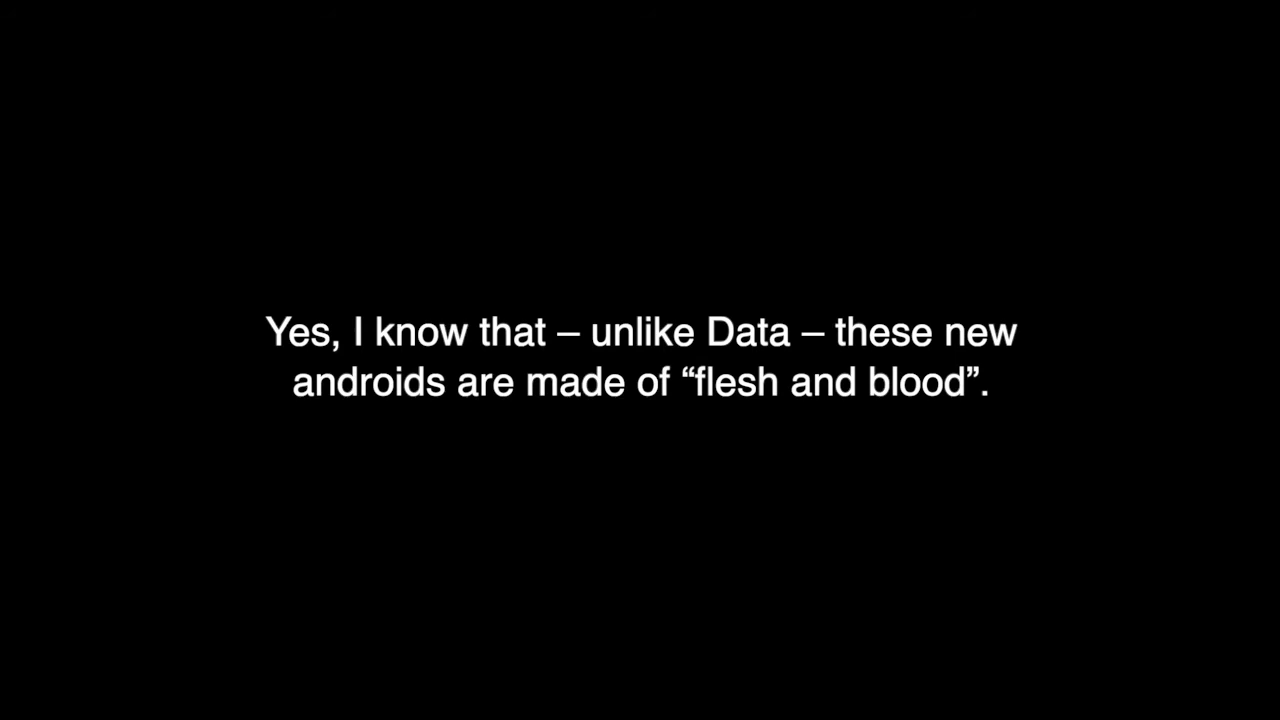 Yes, I know that – unlike Data – these new
androids are made of “flesh and blood”.